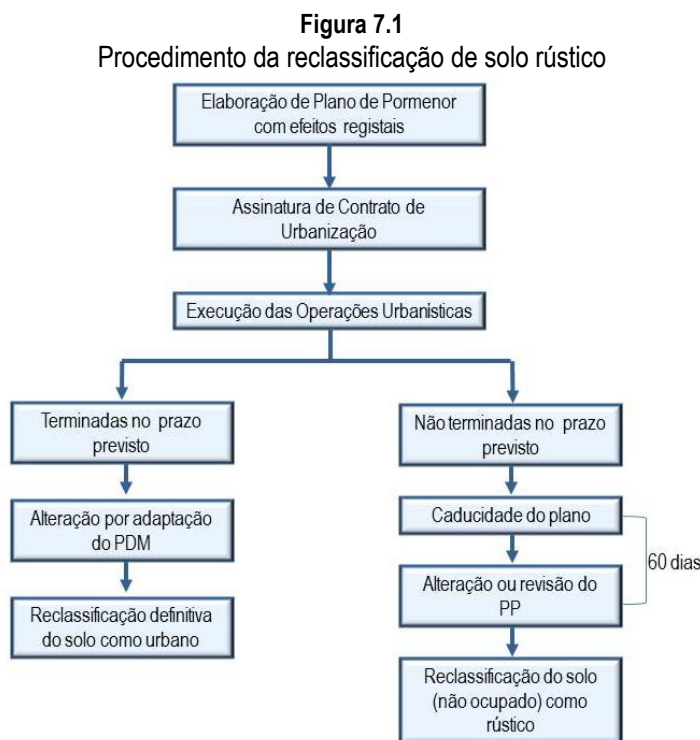 Figura 7.1
Procedimento da reclassificação de solo rústico
Elaboração de Plano de Pormenor
com efeitos registais
Assinatura de Contrato de
Urbanização
Execução das Operações Urbanísticas
Terminadas no prazo
previsto
Alteração por adaptação
do PDM
Reclassificação definitiva
do solo como urbano
Não terminadas no prazo
previsto
Caducidade do plano
60 dias
Alteração ou revisão do
PP
Reclassificação do solo
(não ocupado) como
rústico